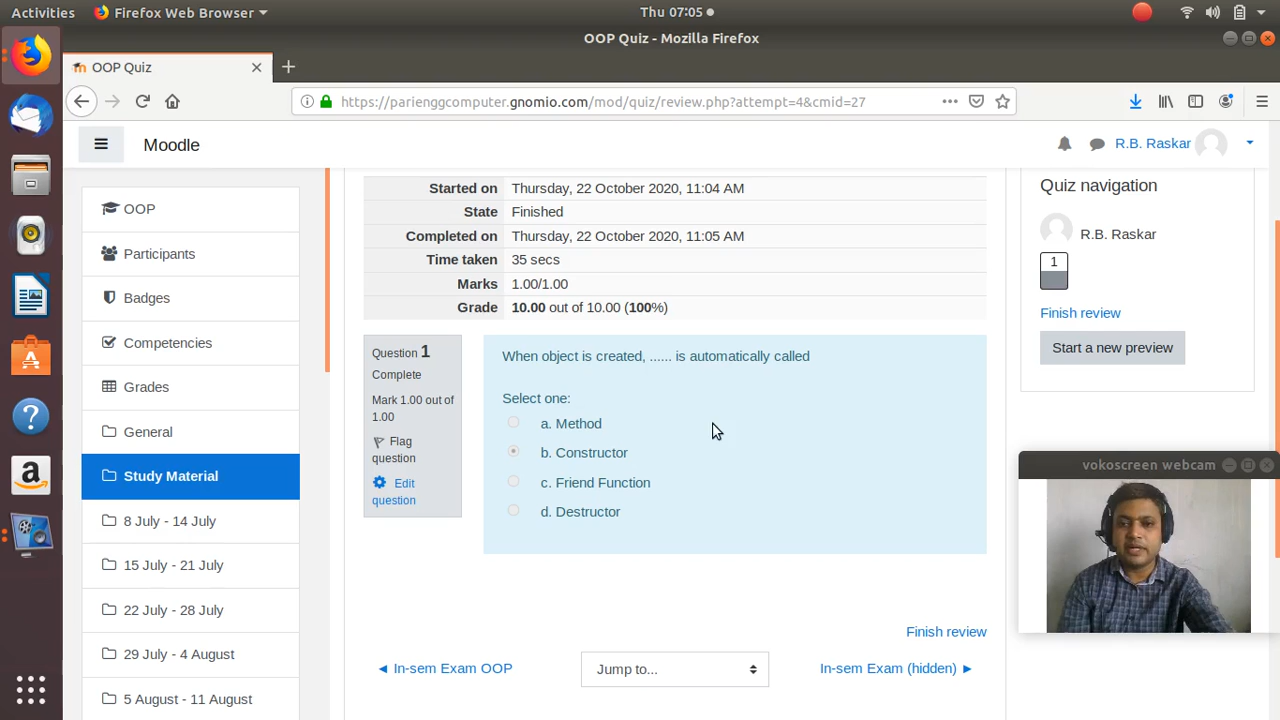 Activities Firefox Web Browser Thu 07:05
OOP Quiz - Mozilla Firefox
OOP Quiz
https://parienggcomputer.gnomio.com/mod/quiz/review.php?attempt=4&cmid=27
Moodle R.B. Raskar
OOP
Participants
Badges
Competencies
Grades
General
Study Material
8 July - 14 July
15 July - 21 July
22 July - 28 July
29 July - 4 August
5 August - 11 August
Started on Thursday, 22 October 2020, 11:04 AM
State Finished
Completed on Thursday, 22 October 2020, 11:05 AM
Time taken 35 secs
Marks 1.00/1.00
Grade 10.00 out of 10.00 (100%)
Question 1
Complete
Mark 1.00 out of
1.00
Flag
question
Edit
question
When object is created, ...... is automatically called
Select one:
a. Method
b. Constructor
c. Friend Function
d. Destructor
Finish review
◄ In-sem Exam OOP Jump to... In-sem Exam (hidden) ►
Quiz navigation
R.B. Raskar
1
Finish review
Start a new preview
vokoscreen webcam